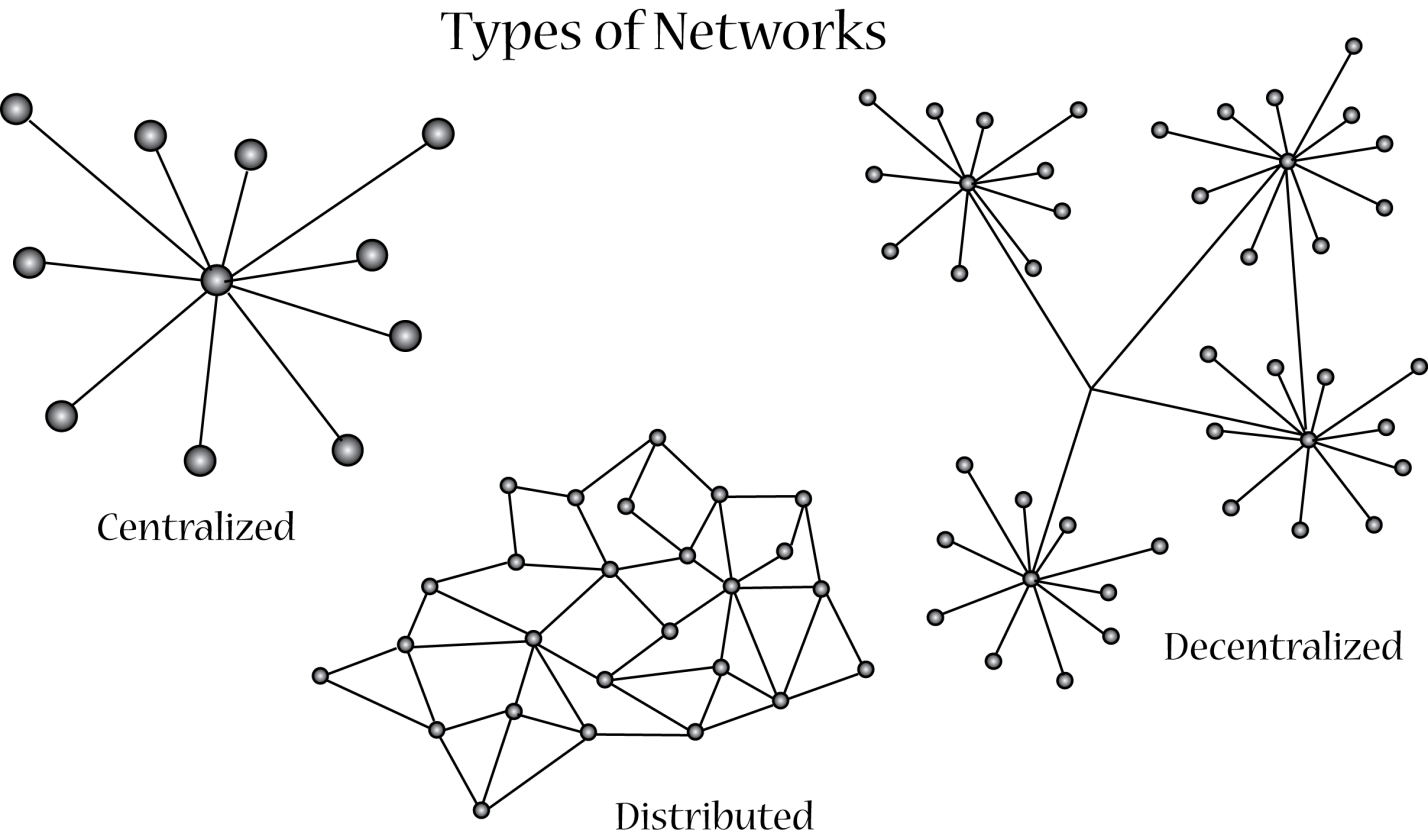 Types of Networks
Centralized
Decentralized
Distributed